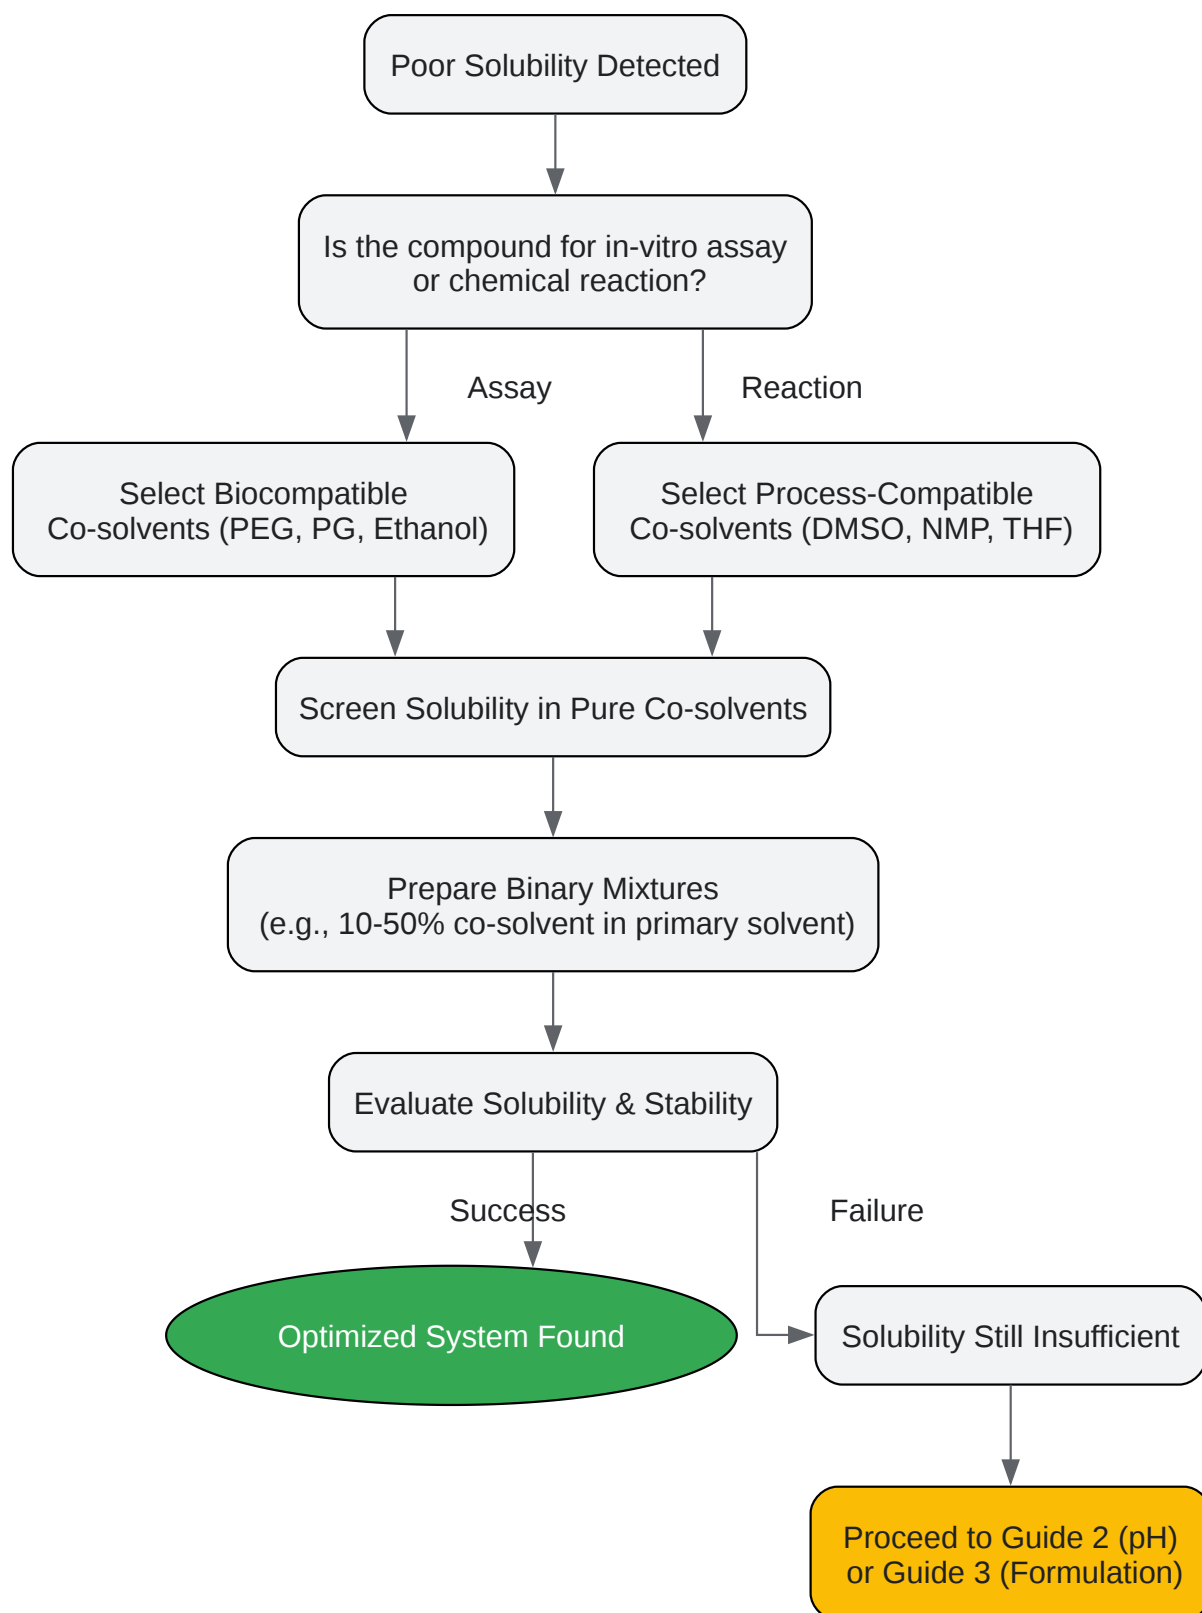 Poor Solubility Detected
Is the compound for in-vitro assay
or chemical reaction?
Assay
Reaction
Select Biocompatible
Co-solvents (PEG, PG, Ethanol)
Select Process-Compatible
Co-solvents (DMSO, NMP, THF)
Screen Solubility in Pure Co-solvents
Prepare Binary Mixtures
(e.g., 10-50% co-solvent in primary solvent)
Evaluate Solubility & Stability
Success
Failure
Optimized System Found
Solubility Still Insufficient
Proceed to Guide 2 (pH)
or Guide 3 (Formulation)